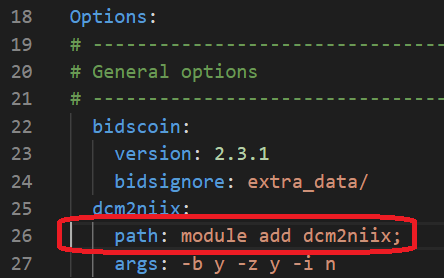 18 Options:
19 # --------------------------------
20 # General options
21 # --------------------------------
22 bidscoin:
23 version: 2.3.1
24 bidsignore: extra_data/
25 dcm2niix:
26 path: module add dcm2niix;
27 args: -b y -z y -i n